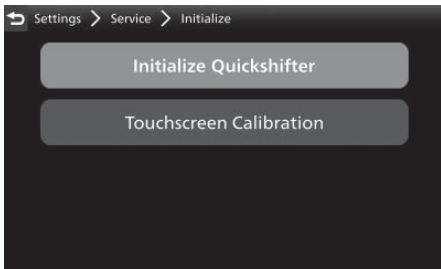 Settings > Service > Initialize
Initialize Quickshifter
Touchscreen Calibration